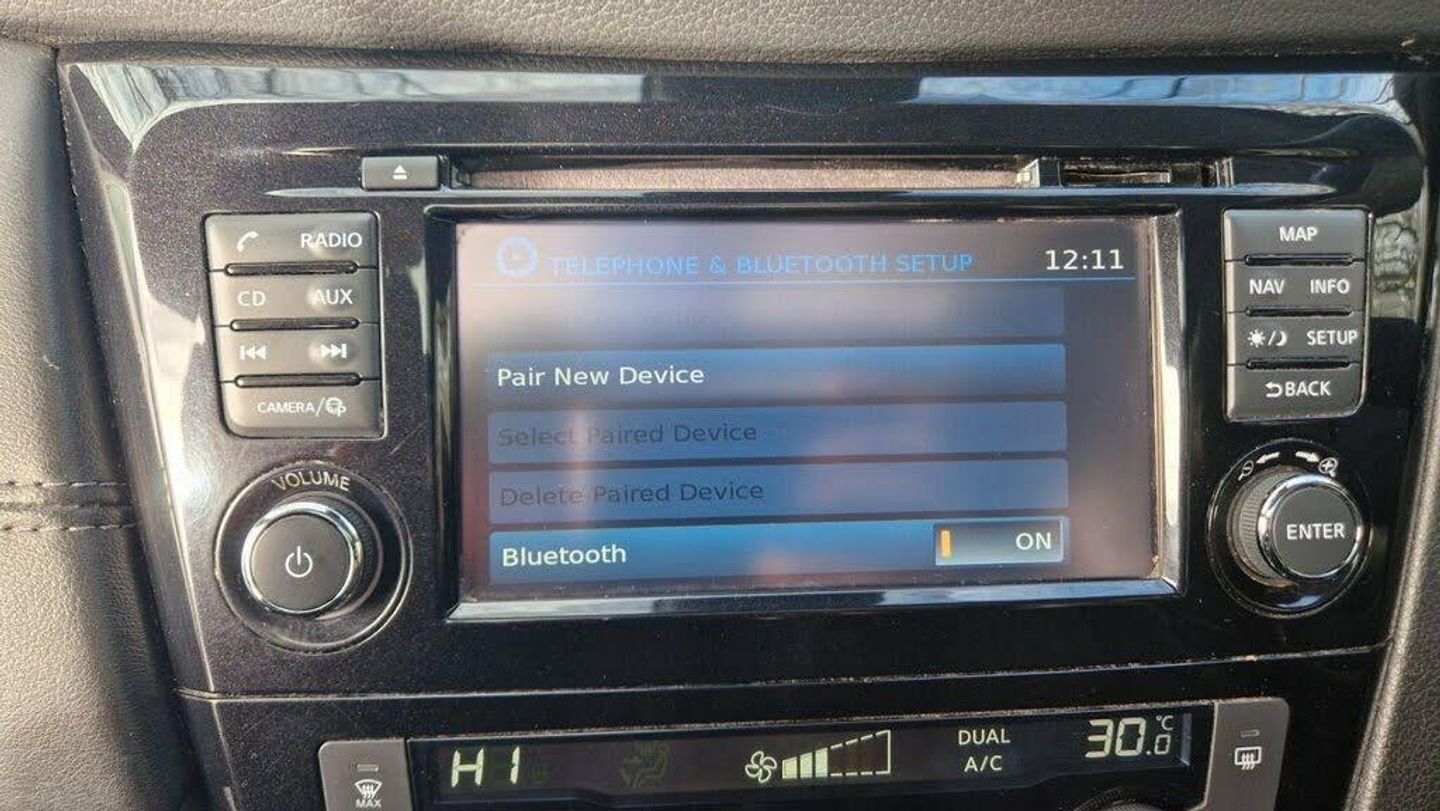 RADIO
CD AUX
CAMERA/
VOLUME
TELEPHONE & BLUETOOTH SETUP 12:11
Pair New Device
Select Paired Device
Delete Paired Device
Bluetooth ON
MAP
NAV INFO
SETUP
BACK
ENTER
HI
DUAL
A/C
30.0 °C
MAX